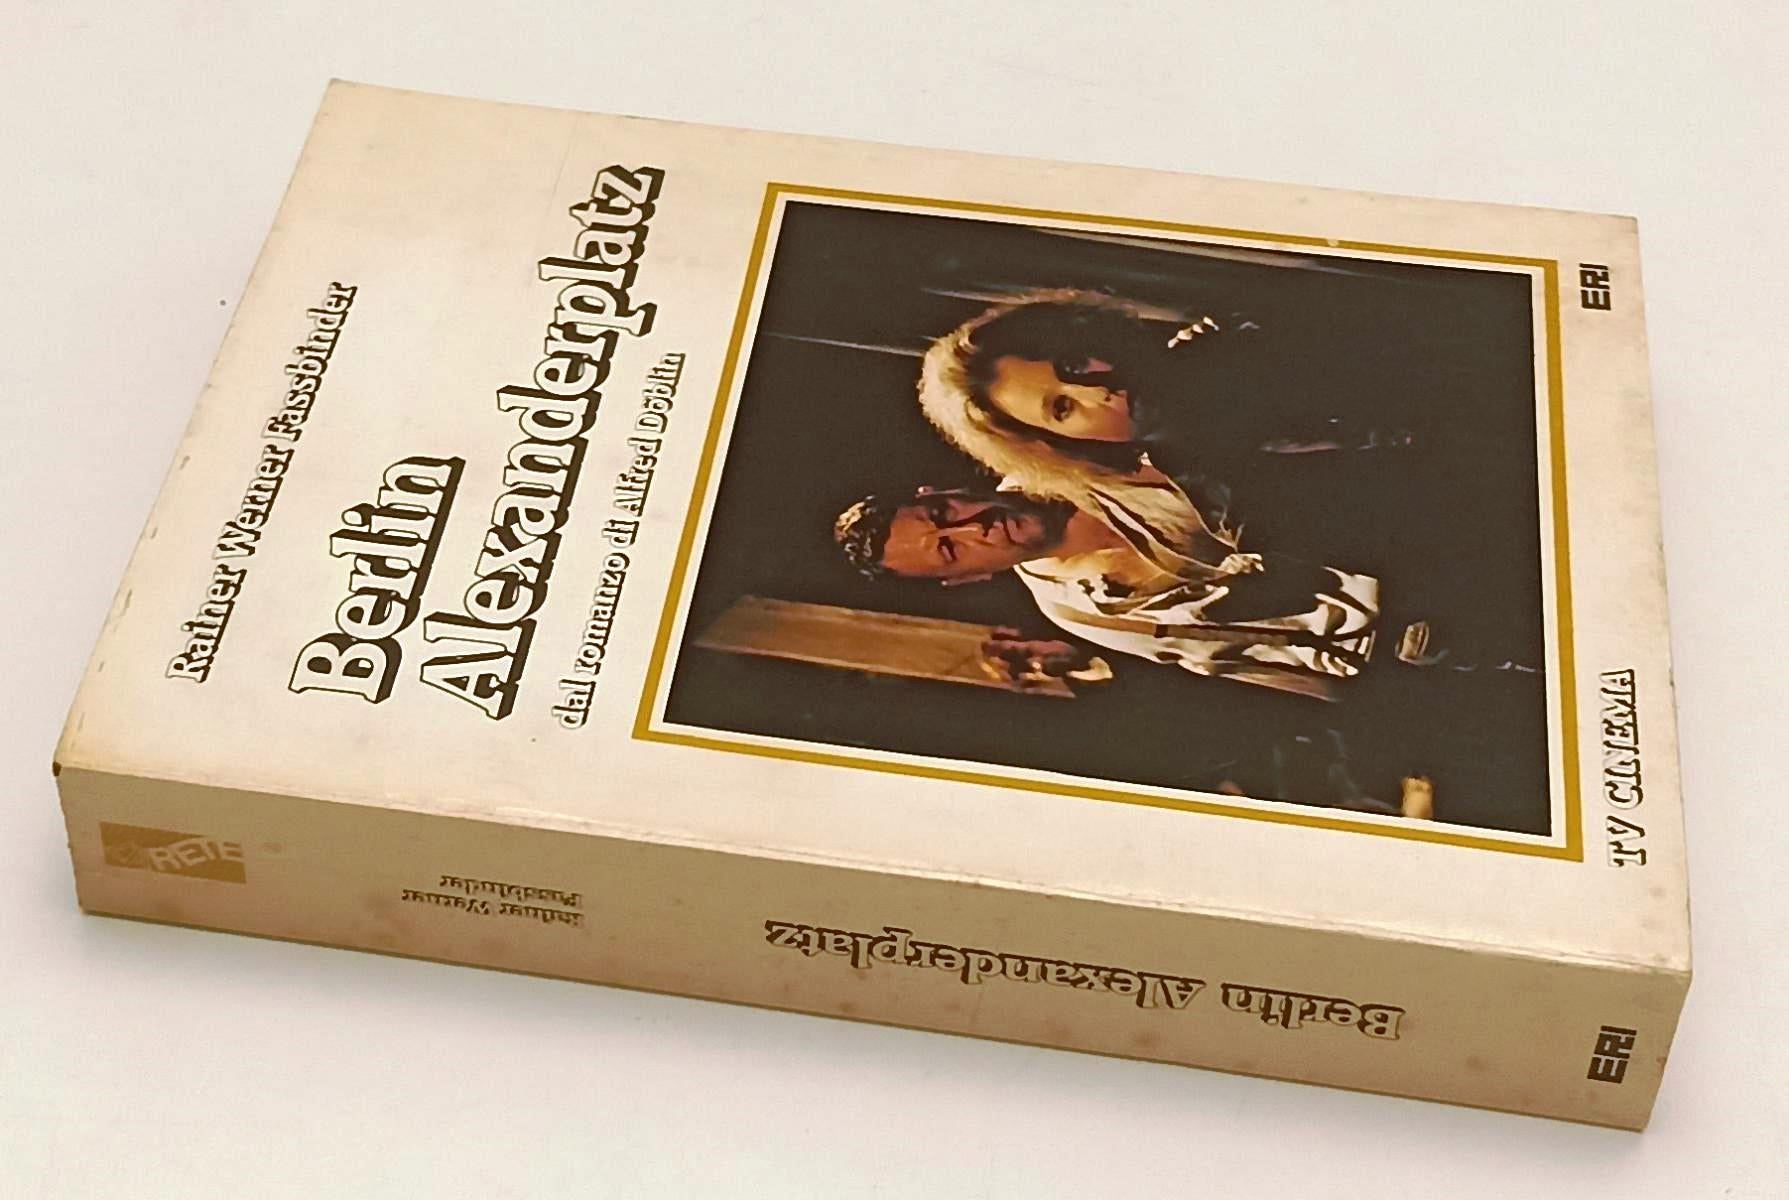 Rainer Werner Fassbinder
Berlin
Alexanderplatz
dal romanzo di Alfred Döblin
TV CINEMA
ERI
RETE
Rainer Werner
Fassbinder
Berlin Alexanderplatz
ERI